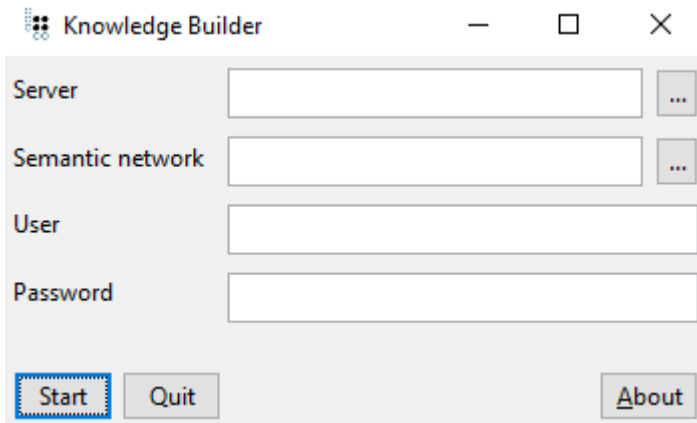 Knowledge Builder
Server
...
Semantic network
...
User
Password
Start Quit About